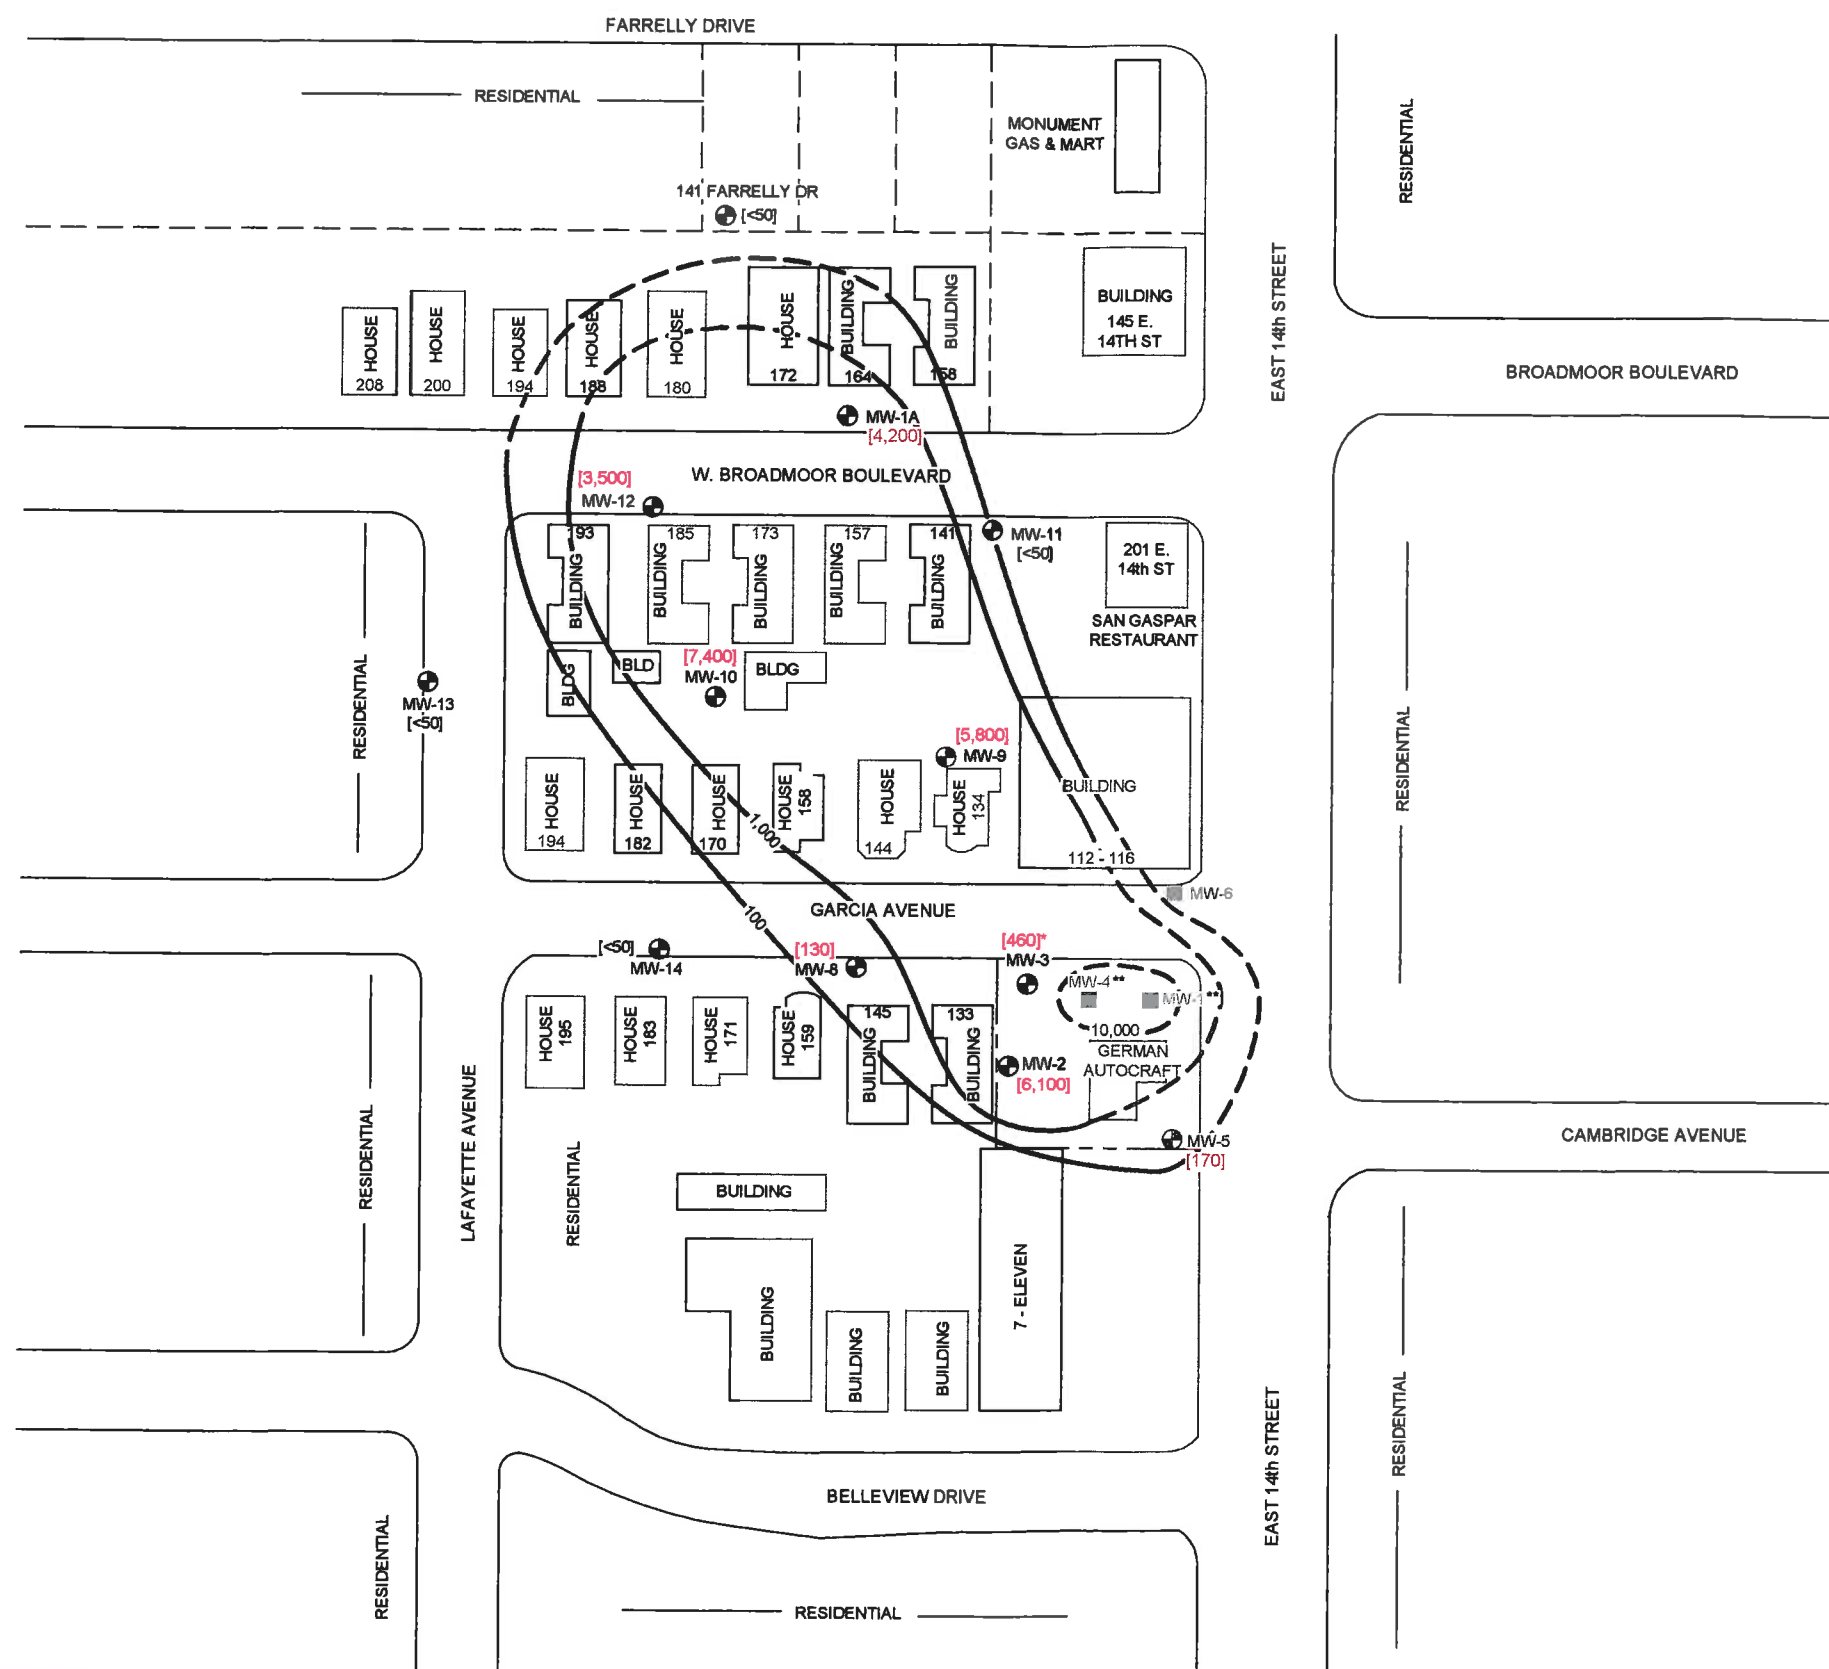 FARRELLY DRIVE
RESIDENTIAL
MONUMENT
GAS & MART
RESIDENTIAL
141 FARRELLY DR
[<50]
EAST 14th STREET
HOUSE
208
HOUSE
200
HOUSE
194
HOUSE
188
HOUSE
180
HOUSE
172
BUILDING
164
BUILDING
158
BUILDING
145 E.
14TH ST
BROADMOOR BOULEVARD
MW-1A
[4,200]
W. BROADMOOR BOULEVARD
[3,500]
MW-12
193
BUILDING
185
BUILDING
173
BUILDING
157
BUILDING
141
BUILDING
MW-11
[<50]
201 E.
14th ST
SAN GASPAR
RESTAURANT
RESIDENTIAL
MW-13
[<50]
BLDG
BLD
[7,400]
MW-10
BLDG
[5,800]
MW-9
BUILDING
112 - 116
RESIDENTIAL
HOUSE
194
HOUSE
182
HOUSE
170
1,000
HOUSE
158
HOUSE
144
HOUSE
134
MW-6
GARCIA AVENUE
100
[<50]
MW-14
[130]
MW-8
[460]*
MW-3
MW-4**
MW-1**
10,000
GERMAN
AUTOCRAFT
HOUSE
195
HOUSE
183
HOUSE
171
HOUSE
159
145
BUILDING
133
BUILDING
MW-2
[6,100]
MW-5
[170]
CAMBRIDGE AVENUE
RESIDENTIAL
LAFAYETTE AVENUE
RESIDENTIAL
BUILDING
BUILDING
BUILDING
BUILDING
7 - ELEVEN
EAST 14th STREET
RESIDENTIAL
BELLEVIEW DRIVE
RESIDENTIAL
RESIDENTIAL